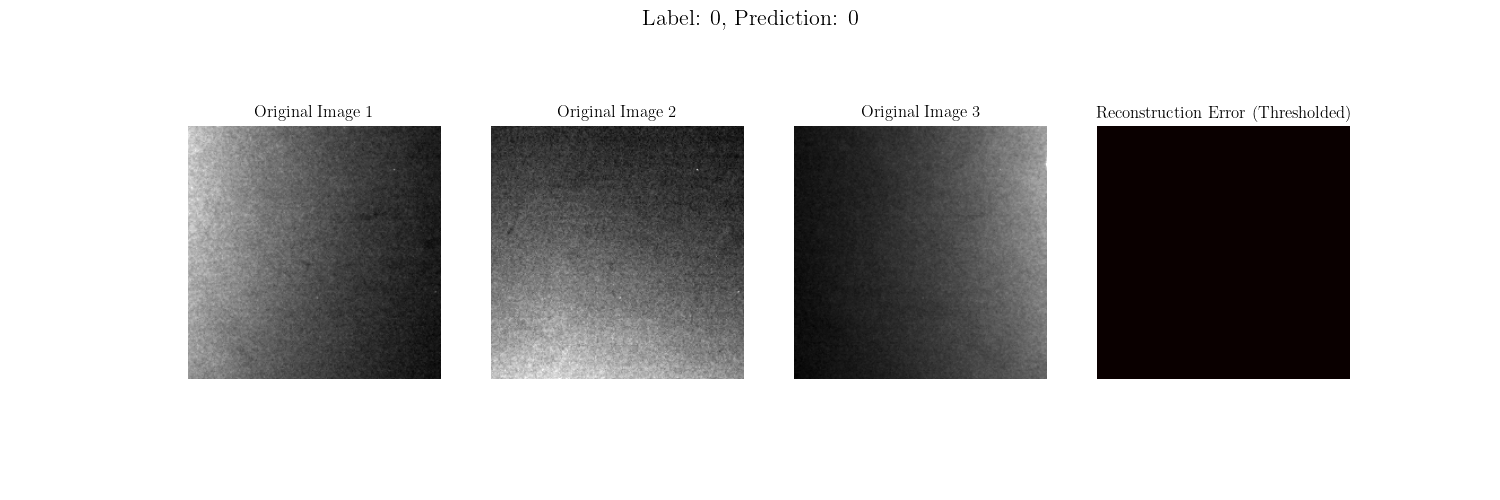 Label: 0, Prediction: 0
Original Image 1
Original Image 2
Original Image 3
Reconstruction Error (Thresholded)